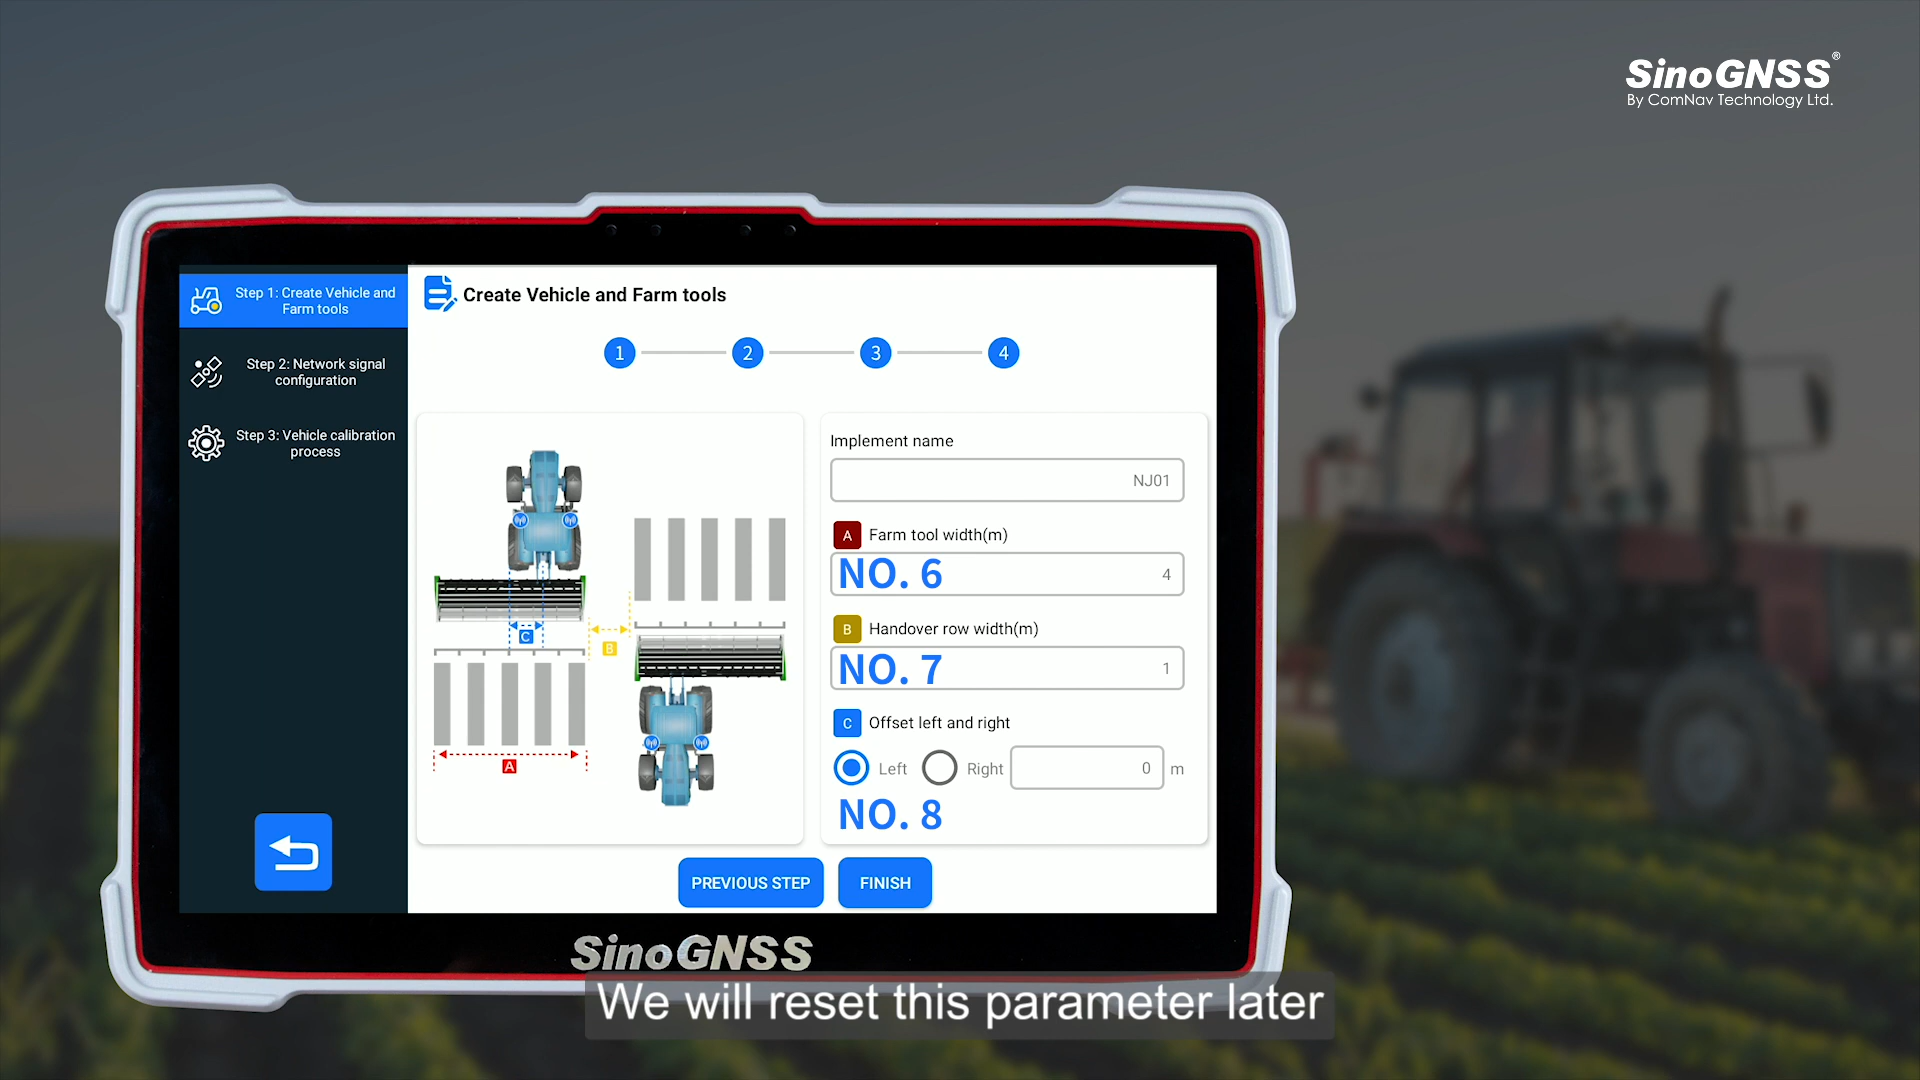 SinoGNSS®
By ComNav Technology Ltd.
Step 1: Create Vehicle and
Farm tools
Step 2: Network signal
configuration
Step 3: Vehicle calibration
process
Create Vehicle and Farm tools
1 2 3 4
C
B
A
Implement name
NJ01
A Farm tool width(m)
NO. 6 4
B Handover row width(m)
NO. 7 1
C Offset left and right
Left Right 0 m
NO. 8
PREVIOUS STEP FINISH
SinoGNSS
We will reset this parameter later